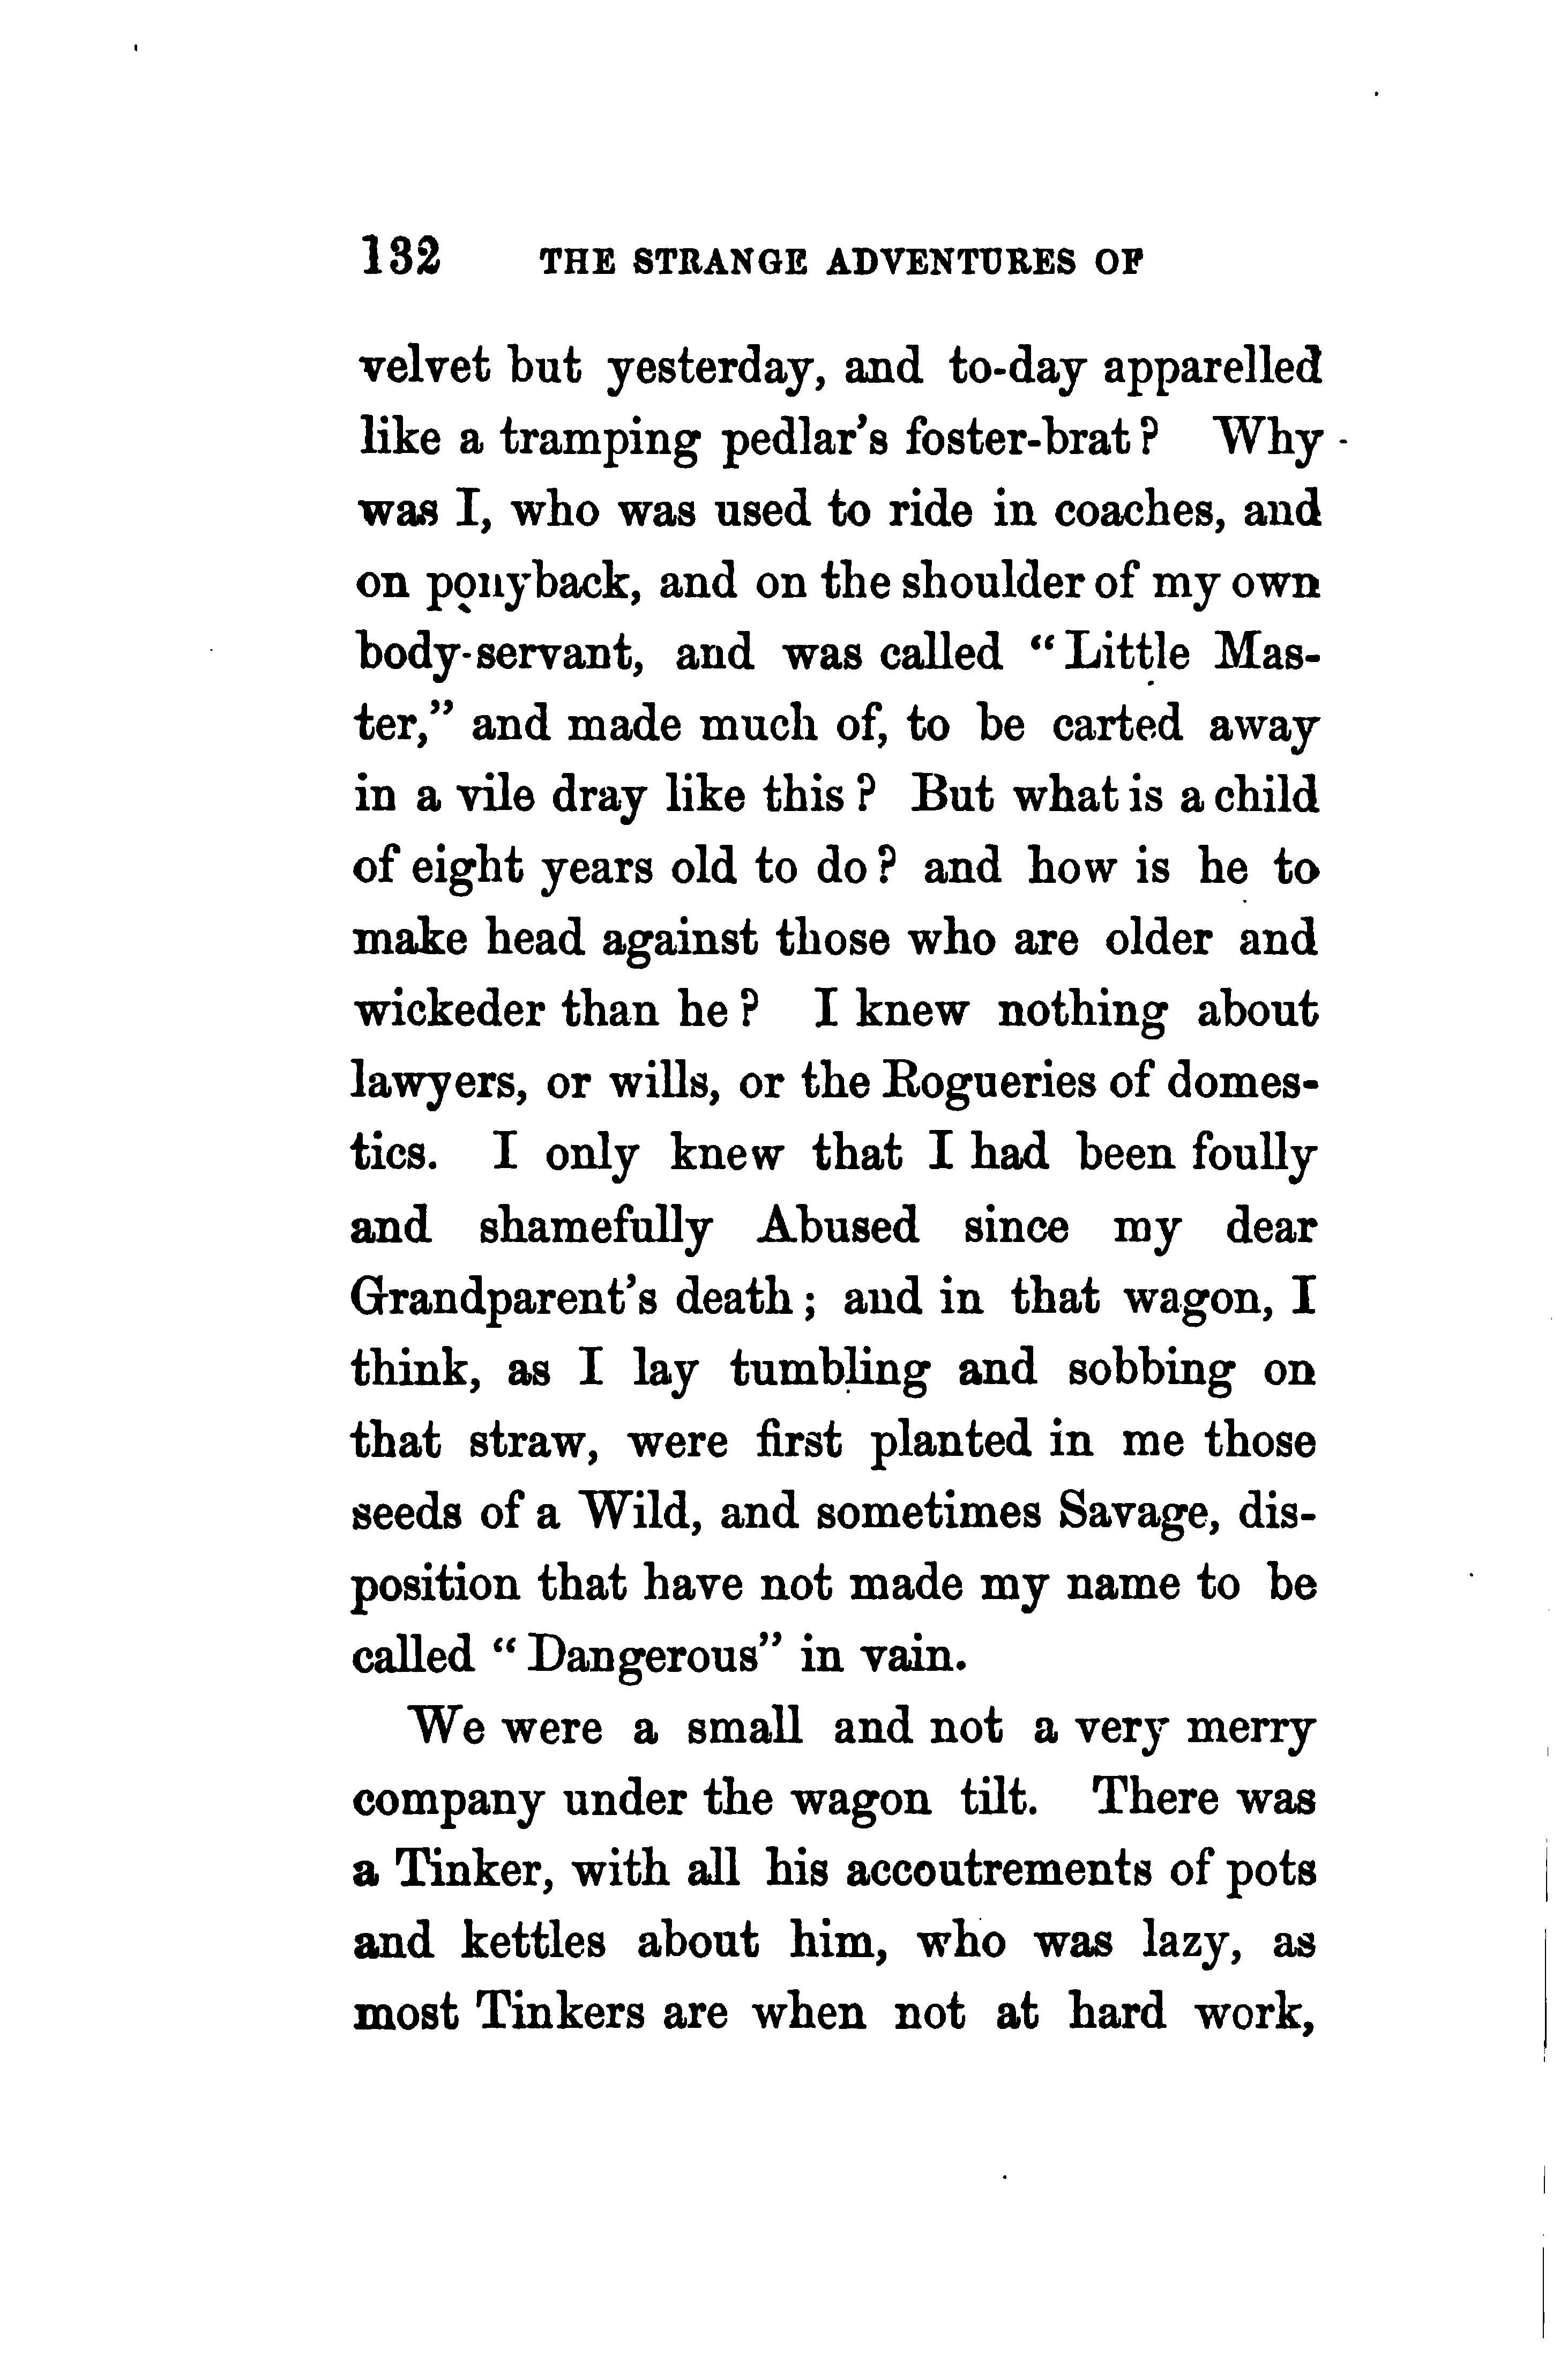 132 THE STRANGE ADVENTURES OF
velvet but yesterday, and to-day apparelled
like a tramping pedlar's foster-brat? Why
was I, who was used to ride in coaches, and
on ponyback, and on the shoulder of my own
body-servant, and was called "Little Mas-
ter," and made much of, to be carted away
in a vile dray like this? But what is a child
of eight years old to do? and how is he to
make head against those who are older and
wickeder than he? I knew nothing about
lawyers, or wills, or the Rogueries of domes-
tics. I only knew that I had been foully
and shamefully Abused since my dear
Grandparent's death; and in that wagon, I
think, as I lay tumbling and sobbing on
that straw, were first planted in me those
seeds of a Wild, and sometimes Savage, dis-
position that have not made my name to be
called "Dangerous" in vain.
We were a small and not a very merry
company under the wagon tilt. There was
a Tinker, with all his accoutrements of pots
and kettles about him, who was lazy, as
most Tinkers are when not at hard work,